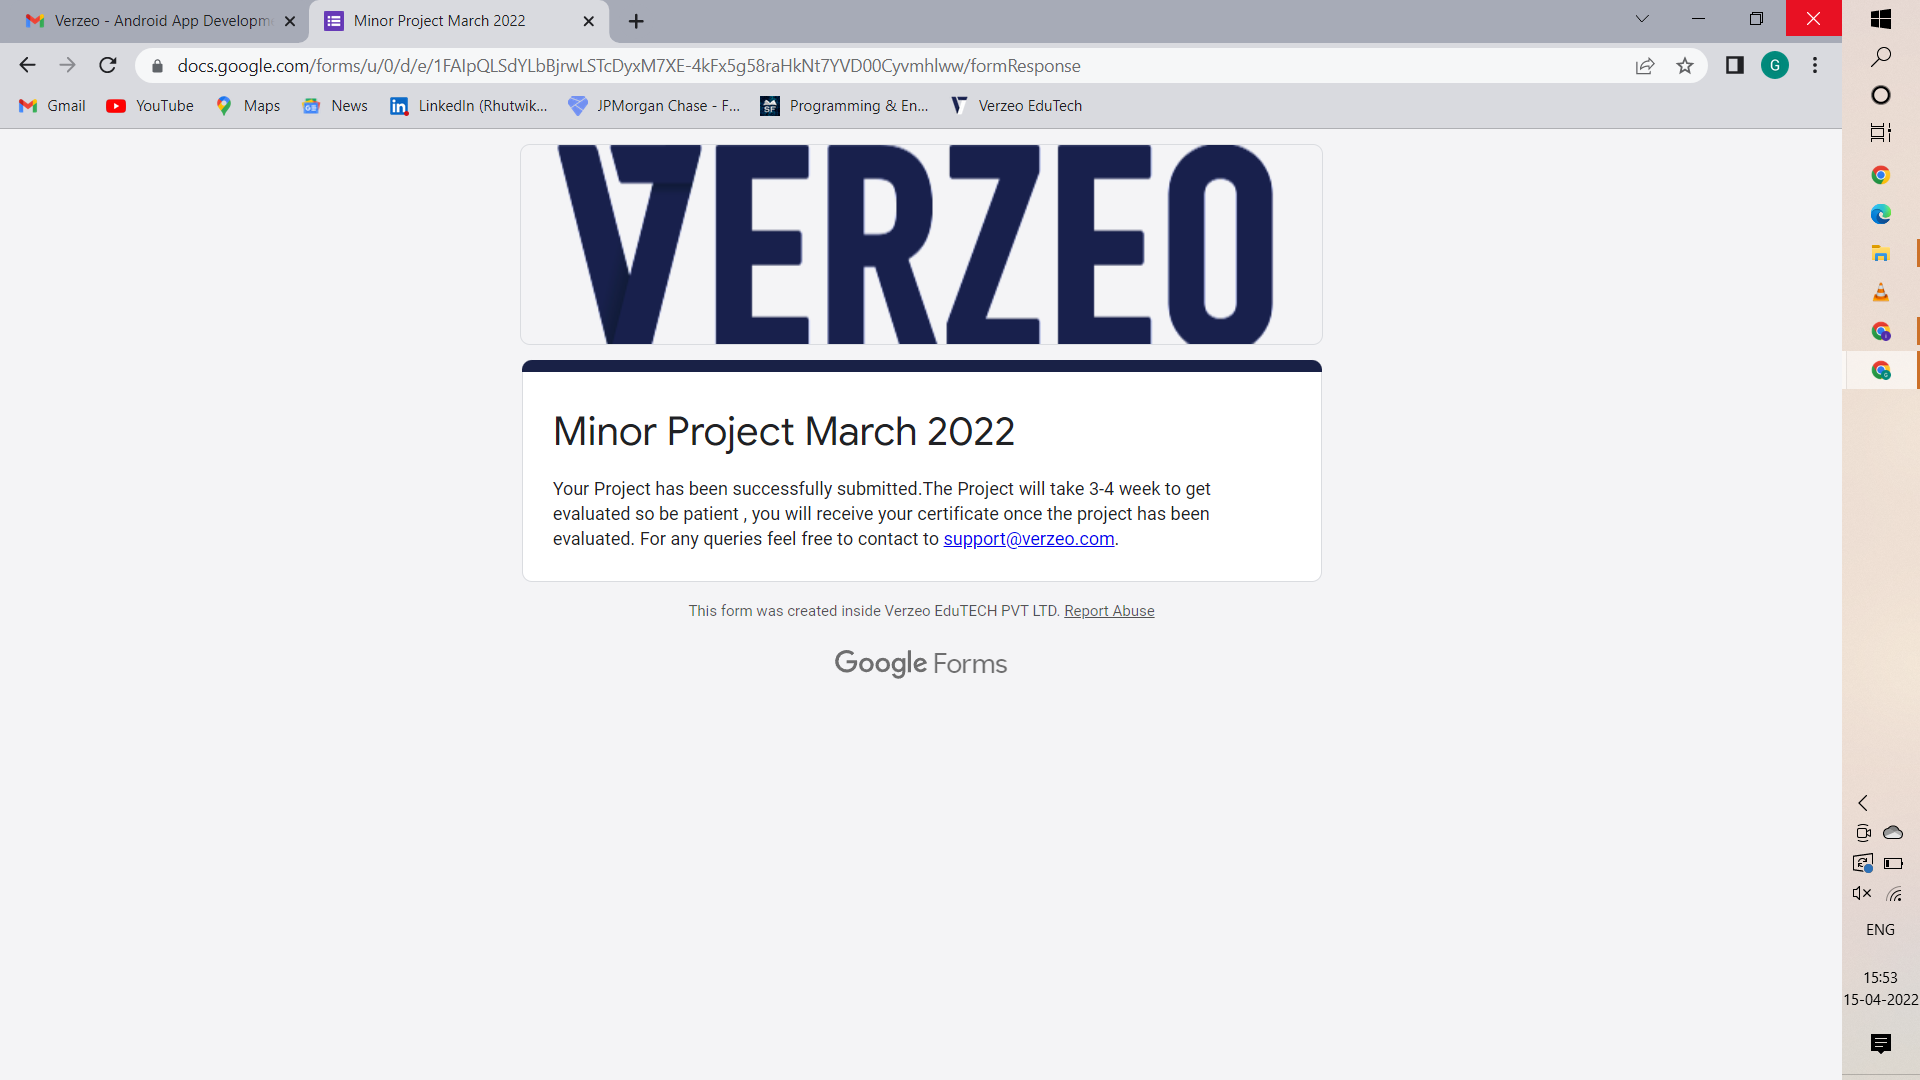 Verzeo - Android App Developm
Minor Project March 2022
docs.google.com/forms/u/0/d/e/1FAIpQLSdYLbBjrwLSTcDyxM7XE-4kFx5g58raHkNt7YVD00Cyvmhlww/formResponse
G
Gmail
YouTube
Maps
News
LinkedIn (Rhutwik...
JPMorgan Chase - F...
Programming & En...
Verzeo EduTech
VERZEO
Minor Project March 2022
Your Project has been successfully submitted.The Project will take 3-4 week to get
evaluated so be patient , you will receive your certificate once the project has been
evaluated. For any queries feel free to contact to support@verzeo.com.
This form was created inside Verzeo EduTECH PVT LTD. Report Abuse
Google Forms
ENG
15:53
15-04-2022